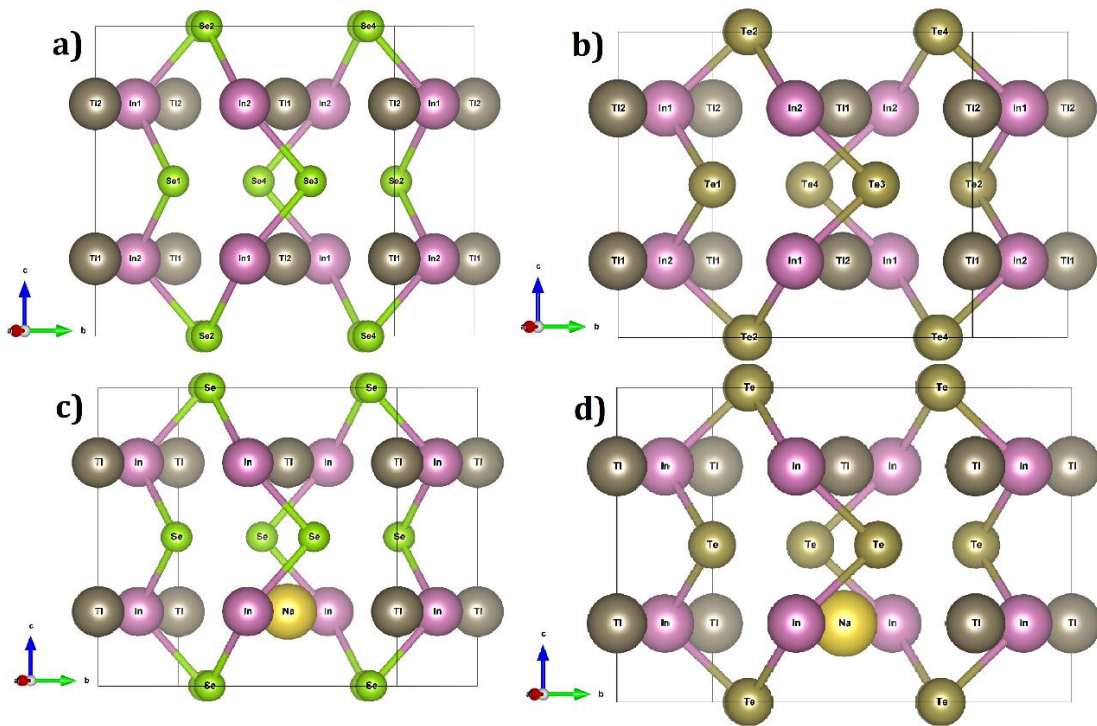 a) Se2 Se4
Tl2 In1 Tl2 In2 Tl1 In2 Tl2 In1 Tl2
Se1 Se4 Se3 Se2
Tl1 In2 Tl1 In1 Tl2 In1 Tl1 In2 Tl1
Se2 Se4
c
a b
b) Te2 Te4
Tl2 In1 Tl2 In2 Tl1 In2 Tl2 In1 Tl2
Te1 Te4 Te3 Te2
Tl1 In2 Tl1 In1 Tl2 In1 Tl1 In2 Tl1
Te2 Te4
c
a b
c) Se Se
Tl In Tl In Tl In Tl In Tl
Se Se Se Se
Tl In Tl In Na In Tl In Tl
Se Se
c
a b
d) Te Te
Tl In Tl In Tl In Tl In Tl
Te Te Te Te
Tl In Tl In Na In Tl In Tl
Te Te
c
a b